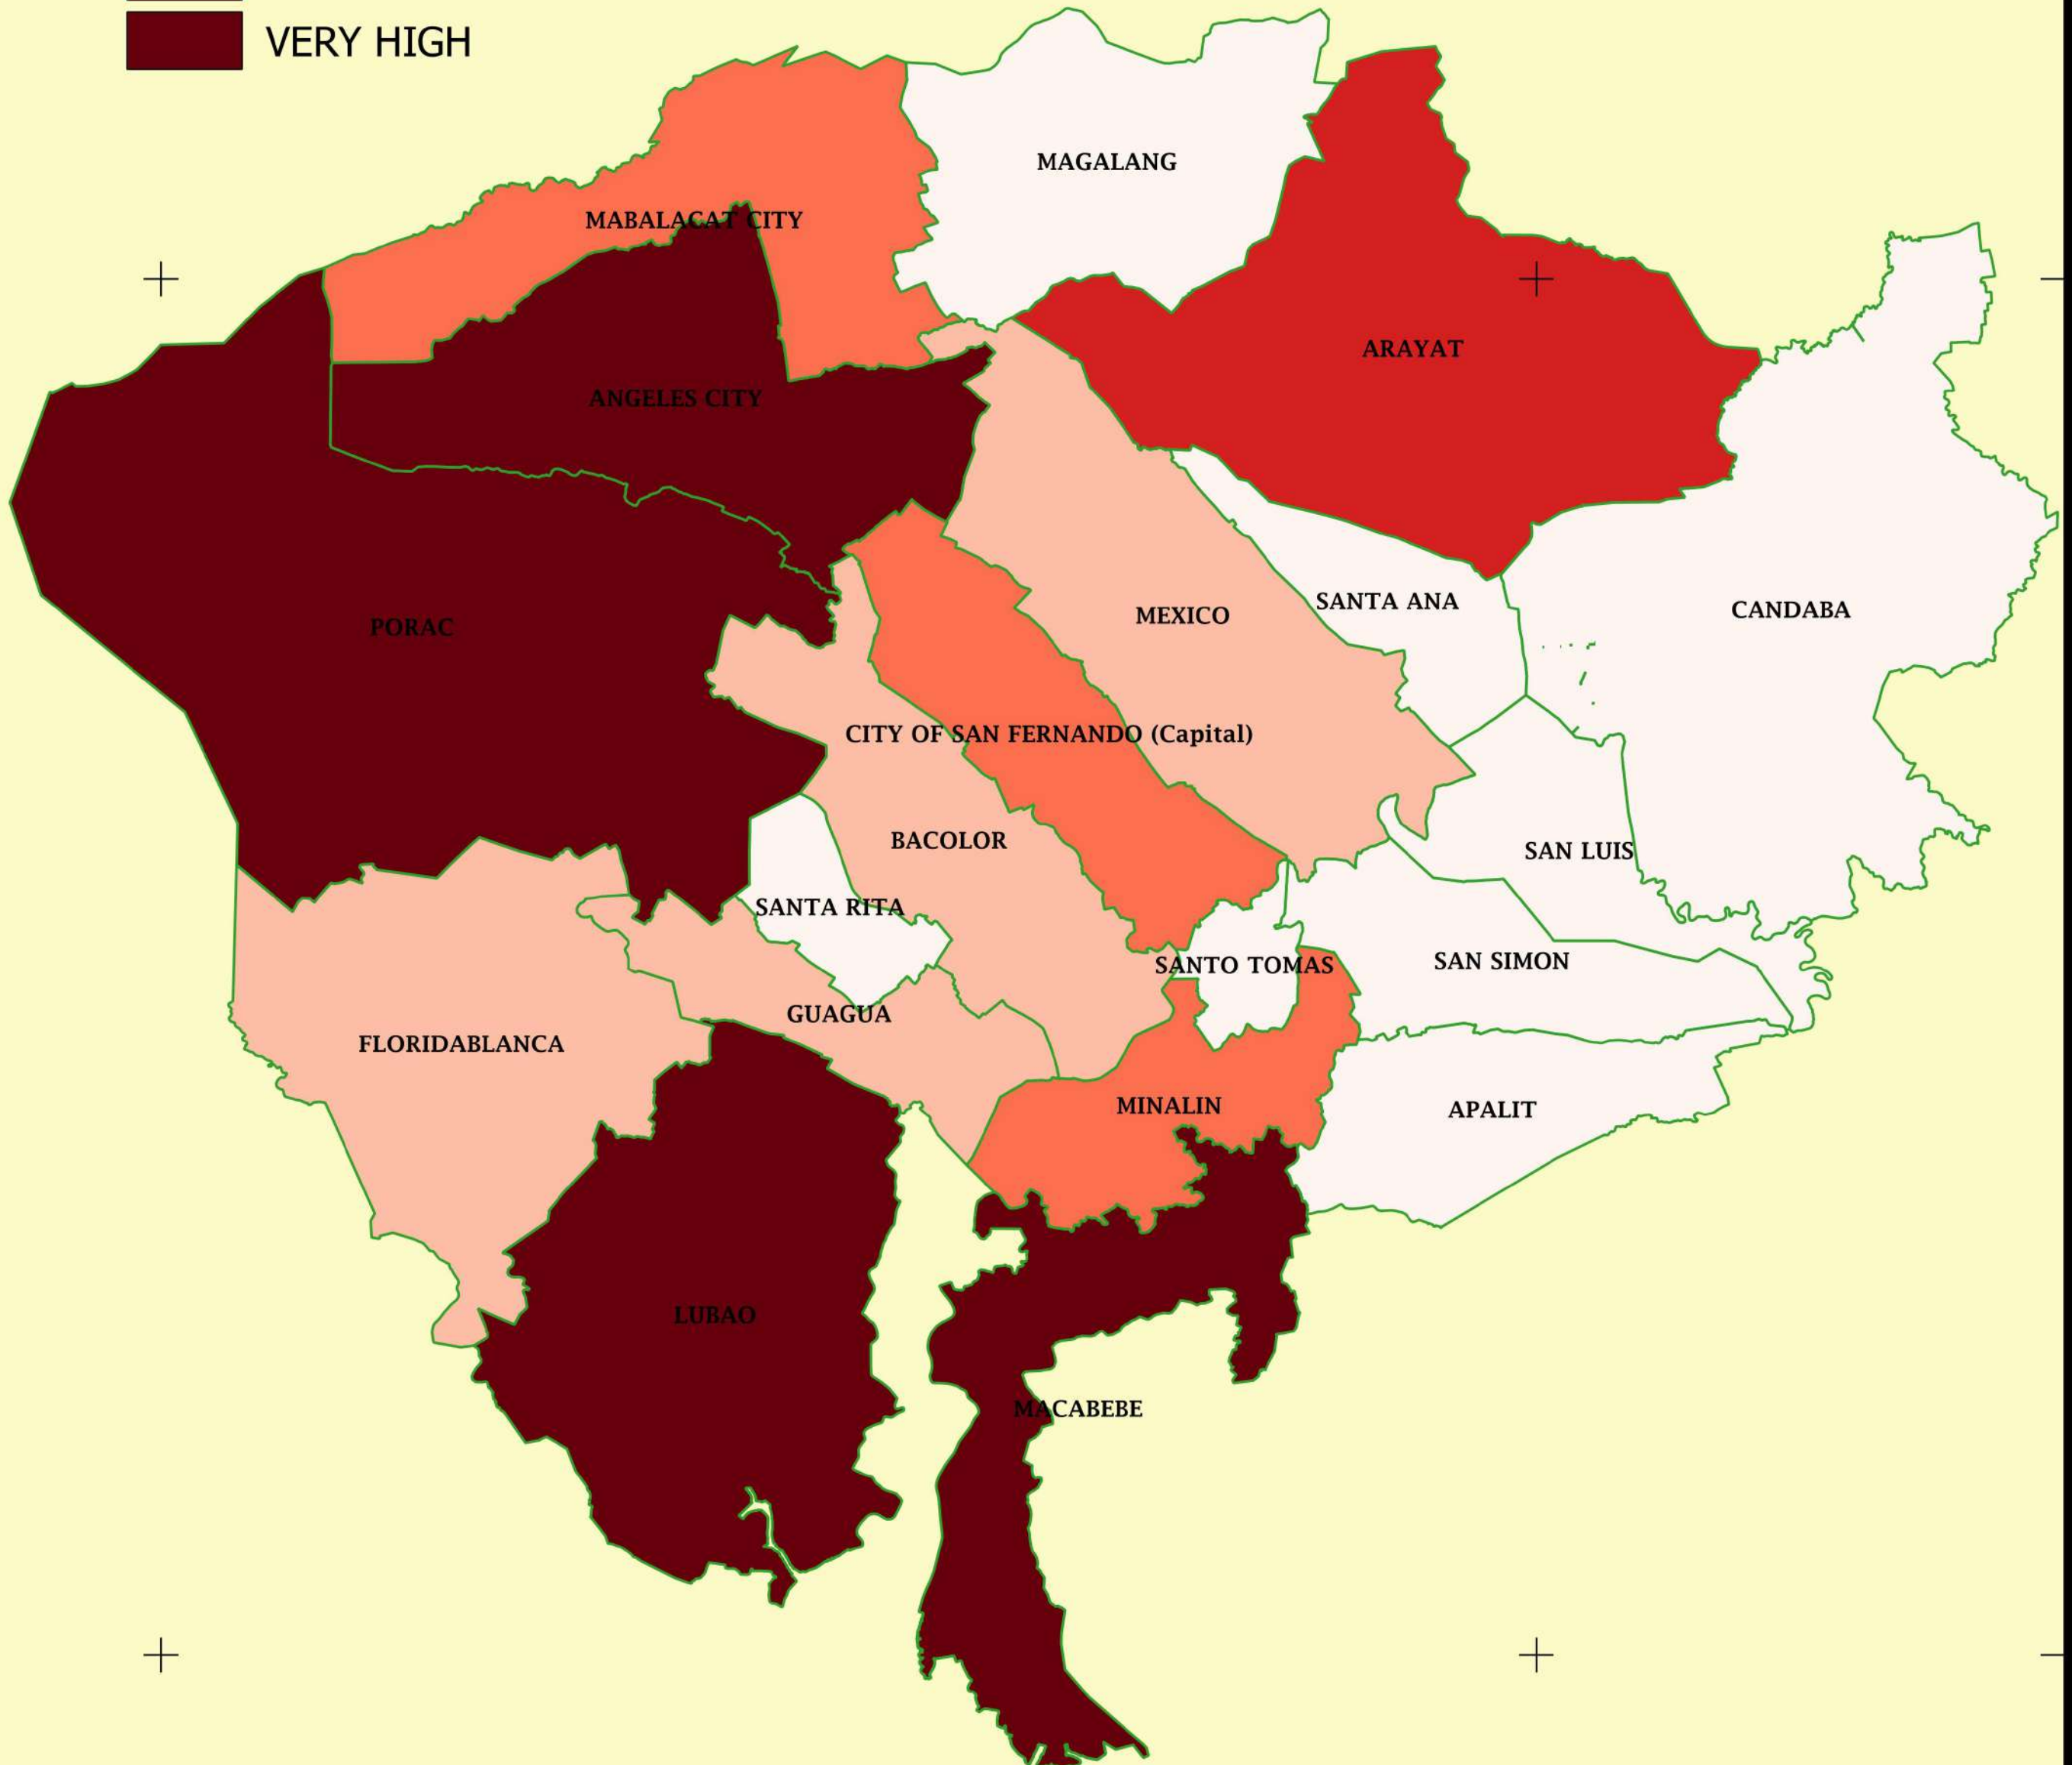 VERY HIGH
MAGALANG
MABALACAT CITY
ARAYAT
ANGELES CITY
SANTA ANA
CANDABA
MEXICO
PORAC
CITY OF SAN FERNANDO (Capital)
BACOLOR
SAN LUIS
SANTA RITA
SAN SIMON
SANTO TOMAS
GUAGUA
FLORIDABLANCA
MINALIN
APALIT
LUBAO
MACABEBE